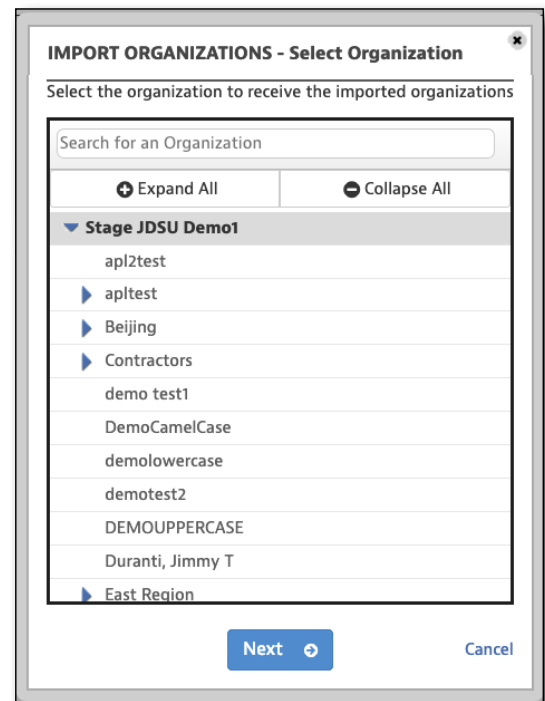 IMPORT ORGANIZATIONS - Select Organization
Select the organization to receive the imported organizations
Search for an Organization
Expand All
Collapse All
Stage JDSU Demo1
apl2test
apltest
Beijing
Contractors
demo test1
DemoCamelCase
demolowercase
demotest2
DEMOUPPERCASE
Duranti, Jimmy T
East Region
Next
Cancel